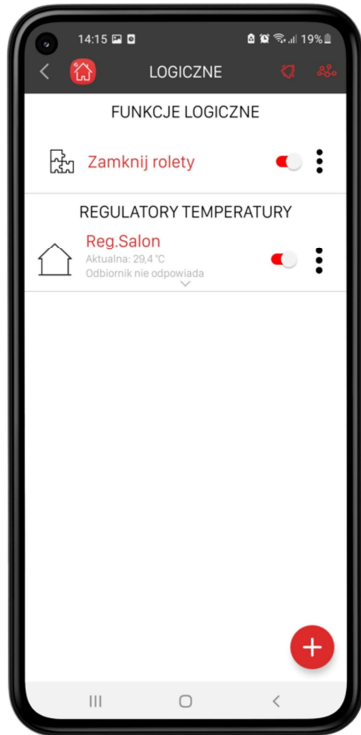 14:15 19%
LOGICZNE
FUNKCJE LOGICZNE
Zamknij rolety
REGULATORY TEMPERATURY
Reg.Salon
Aktualna: 29,4 °C
Odbiornik nie odpowiada